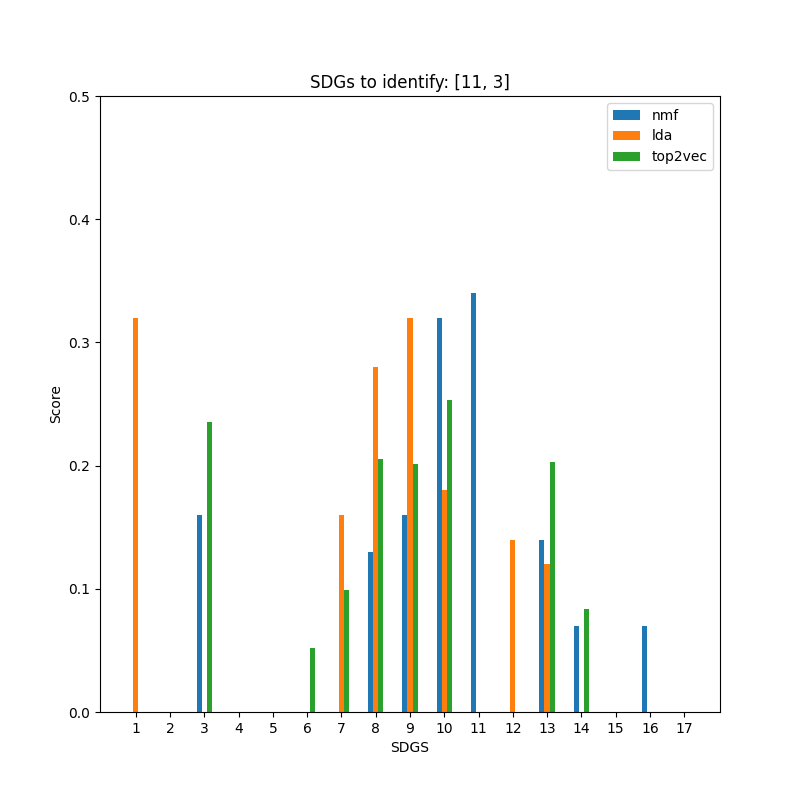 SDGs to identify: [11, 3]
0.5
0.4
0.3
0.2
0.1
0.0
Score
nmf
lda
top2vec
1 2 3 4 5 6 7 8 9 10 11 12 13 14 15 16 17
SDGS